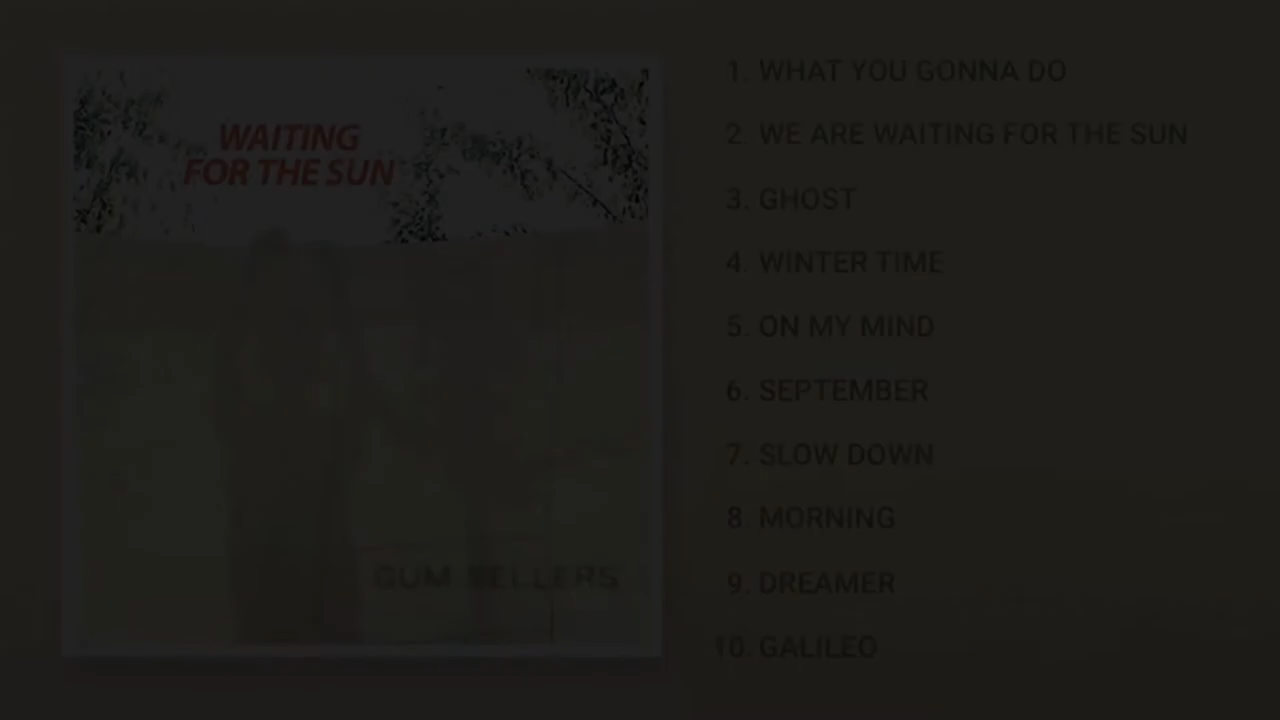 WAITING
FOR THE SUN
GUM SELLERS
1. WHAT YOU GONNA DO
2. WE ARE WAITING FOR THE SUN
3. GHOST
4. WINTER TIME
5. ON MY MIND
6. SEPTEMBER
7. SLOW DOWN
8. MORNING
9. DREAMER
10. GALILEO